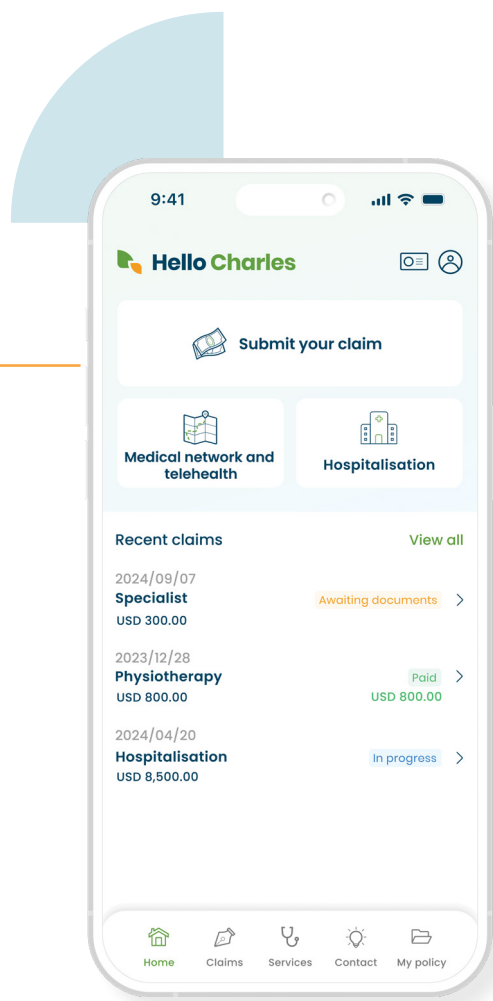 9:41
Hello Charles
Submit your claim
Medical network and
telehealth
Hospitalisation
Recent claims View all
2024/09/07
Specialist Awaiting documents
USD 300.00
2023/12/28
Physiotherapy Paid
USD 800.00 USD 800.00
2024/04/20
Hospitalisation In progress
USD 8,500.00
Home Claims Services Contact My policy